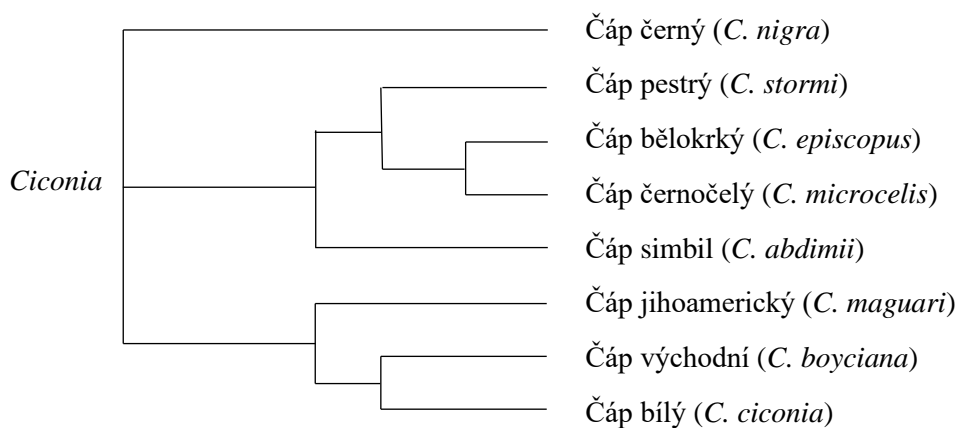 Čáp černý (C. nigra)
Čáp pestrý (C. stormi)
Čáp bělokrký (C. episcopus)
Ciconia
Čáp černočelý (C. microcelis)
Čáp simbil (C. abdimii)
Čáp jihoamerický (C. maguari)
Čáp východní (C. boyciana)
Čáp bílý (C. ciconia)